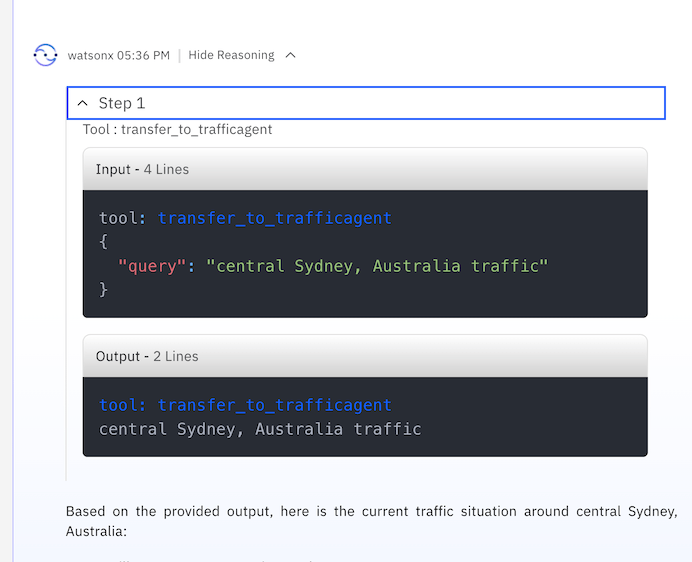 watsonx 05:36 PM | Hide Reasoning
Step 1
Tool : transfer_to_trafficagent
Input - 4 Lines
tool: transfer_to_trafficagent
{
"query": "central Sydney, Australia traffic"
}
Output - 2 Lines
tool: transfer_to_trafficagent
central Sydney, Australia traffic
Based on the provided output, here is the current traffic situation around central Sydney,
Australia: